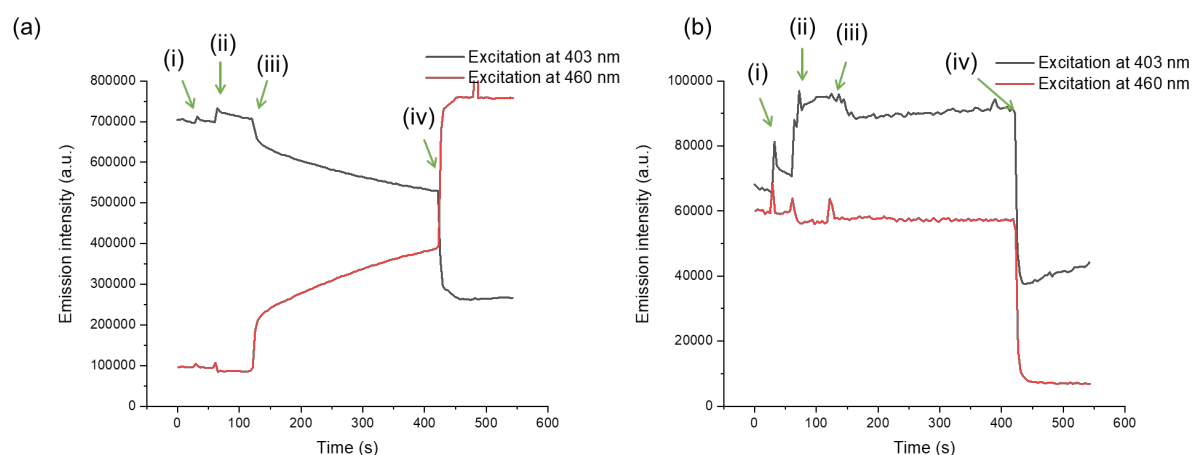 (a)
(i)
(ii)
(iii)
(iv)
Excitation at 403 nm
Excitation at 460 nm
800000
700000
600000
500000
400000
300000
200000
100000
0
Emission intensity (a.u.)
0 100 200 300 400 500 600
Time (s)
(b)
(i)
(ii)
(iii)
(iv)
Excitation at 403 nm
Excitation at 460 nm
100000
80000
60000
40000
20000
0
Emission intensity (a.u.)
0 100 200 300 400 500 600
Time (s)